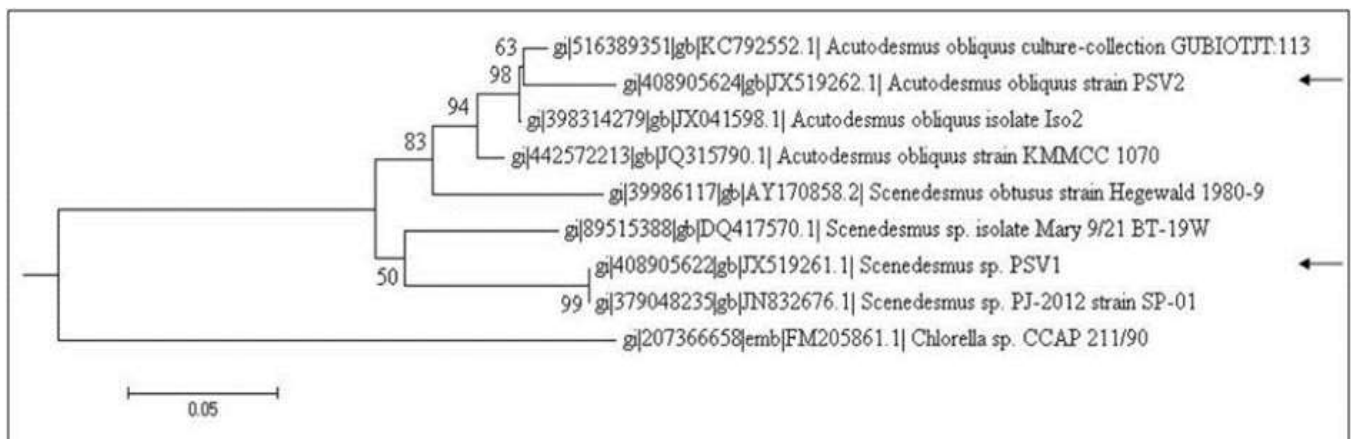 63
gi|516389351|gb|KC792552.1| Acutodesmus obliquus culture-collection GUBIOTJT:113
98
gi|408905624|gb|JX519262.1| Acutodesmus obliquus strain PSV2
94
gi|398314279|gb|JX041598.1| Acutodesmus obliquus isolate Iso2
83
gi|442572213|gb|JQ315790.1| Acutodesmus obliquus strain KMMCC 1070
gi|39986117|gb|AY170858.2| Scenedesmus obtusus strain Hegewald 1980-9
gi|89515388|gb|DQ417570.1| Scenedesmus sp. isolate Mary 9/21 BT-19W
50
gi|408905622|gb|JX519261.1| Scenedesmus sp. PSV1
99
gi|379048235|gb|JN832676.1| Scenedesmus sp. PJ-2012 strain SP-01
gi|207366658|emb|FM205861.1| Chlorella sp. CCAP 211/90
0.05